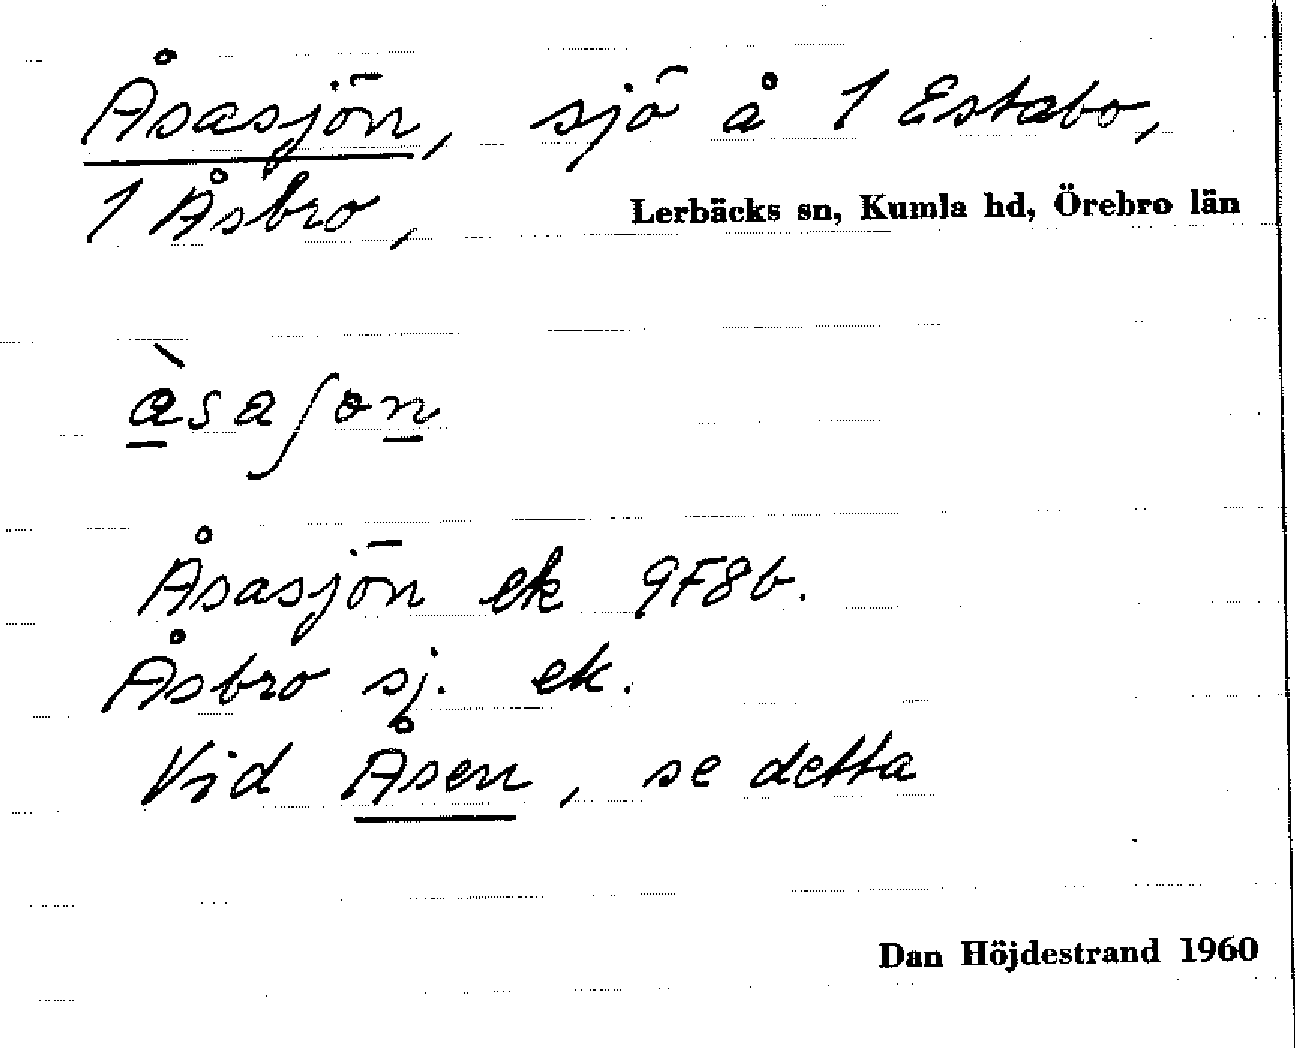 Åsasjön, sjö å 1 Estabo,
1 Åsbro, Lerbäcks sn, Kumla hd, Örebro län
àsaʃon
Åsasjön ek 9F8b.
Åsbro sj. ek.
Vid Åsen, se detta
Dan Höjdestrand 1960